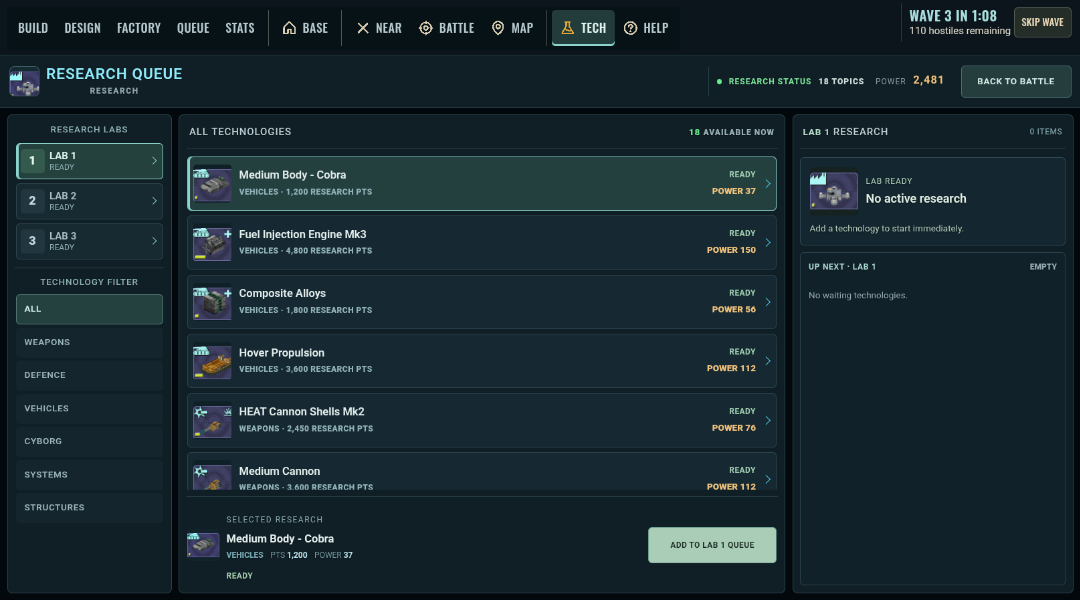 BUILD DESIGN FACTORY QUEUE STATS BASE NEAR BATTLE MAP TECH HELP
WAVE 3 IN 1:08
110 hostiles remaining
SKIP WAVE
RESEARCH QUEUE
RESEARCH
RESEARCH STATUS 18 TOPICS POWER 2,481
BACK TO BATTLE
RESEARCH LABS
1 LAB 1
READY
2 LAB 2
READY
3 LAB 3
READY
TECHNOLOGY FILTER
ALL
WEAPONS
DEFENCE
VEHICLES
CYBORG
SYSTEMS
STRUCTURES
ALL TECHNOLOGIES 18 AVAILABLE NOW
Medium Body - Cobra READY
VEHICLES · 1,200 RESEARCH PTS POWER 37
Fuel Injection Engine Mk3 READY
VEHICLES · 4,800 RESEARCH PTS POWER 150
Composite Alloys READY
VEHICLES · 1,800 RESEARCH PTS POWER 56
Hover Propulsion READY
VEHICLES · 3,600 RESEARCH PTS POWER 112
HEAT Cannon Shells Mk2 READY
WEAPONS · 2,450 RESEARCH PTS POWER 76
Medium Cannon READY
WEAPONS · 3,600 RESEARCH PTS POWER 112
SELECTED RESEARCH
Medium Body - Cobra
VEHICLES PTS 1,200 POWER 37
READY
ADD TO LAB 1 QUEUE
LAB 1 RESEARCH 0 ITEMS
LAB READY
No active research
Add a technology to start immediately.
UP NEXT · LAB 1 EMPTY
No waiting technologies.